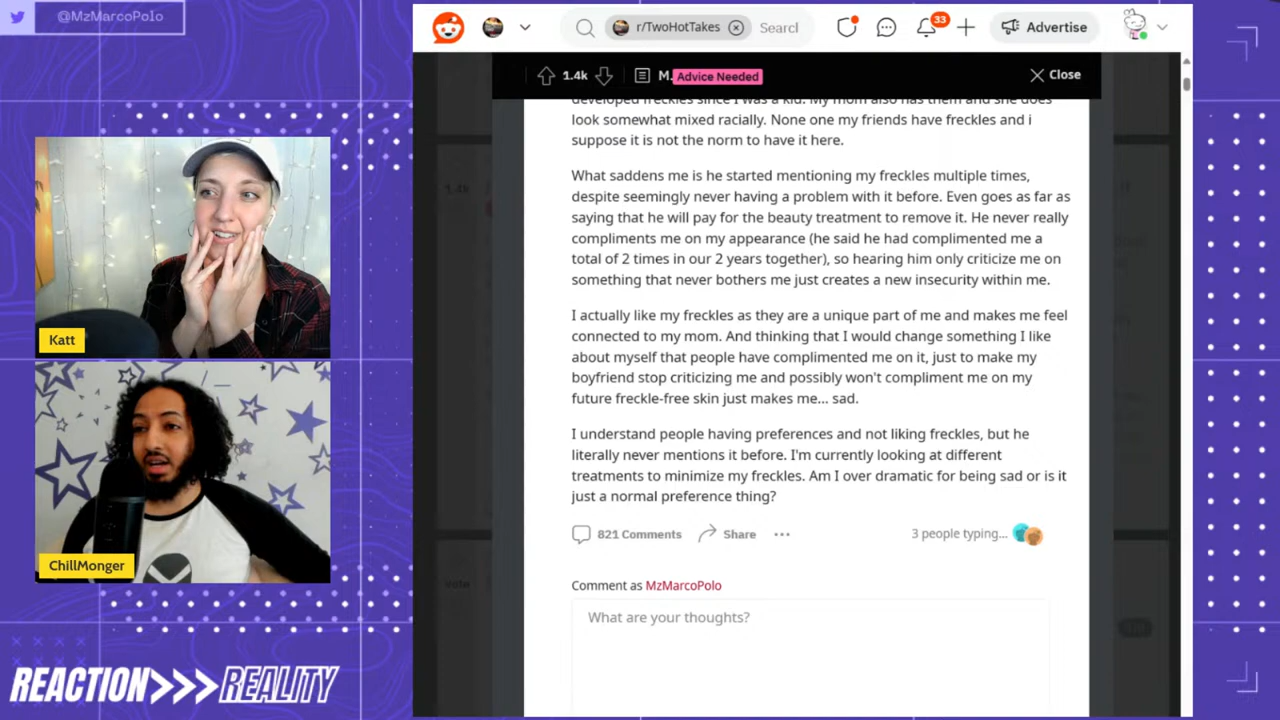 @MzMarcoPolo
r/TwoHotTakes
Searcl
33
Advertise
1.4k
M.
Advice Needed
Close
developed freckles since I was a kid. My mom also has them and she does
look somewhat mixed racially. None one my friends have freckles and i
suppose it is not the norm to have it here.
What saddens me is he started mentioning my freckles multiple times,
despite seemingly never having a problem with it before. Even goes as far as
saying that he will pay for the beauty treatment to remove it. He never really
compliments me on my appearance (he said he had complimented me a
total of 2 times in our 2 years together), so hearing him only criticize me on
something that never bothers me just creates a new insecurity within me.
I actually like my freckles as they are a unique part of me and makes me feel
connected to my mom. And thinking that I would change something I like
about myself that people have complimented me on it, just to make my
boyfriend stop criticizing me and possibly won't compliment me on my
future freckle-free skin just makes me... sad.
I understand people having preferences and not liking freckles, but he
literally never mentions it before. I'm currently looking at different
treatments to minimize my freckles. Am I over dramatic for being sad or is it
just a normal preference thing?
821 Comments
Share
3 people typing...
Comment as MzMarcoPolo
What are your thoughts?
Katt
ChillMonger
REACTION>>>REALITY